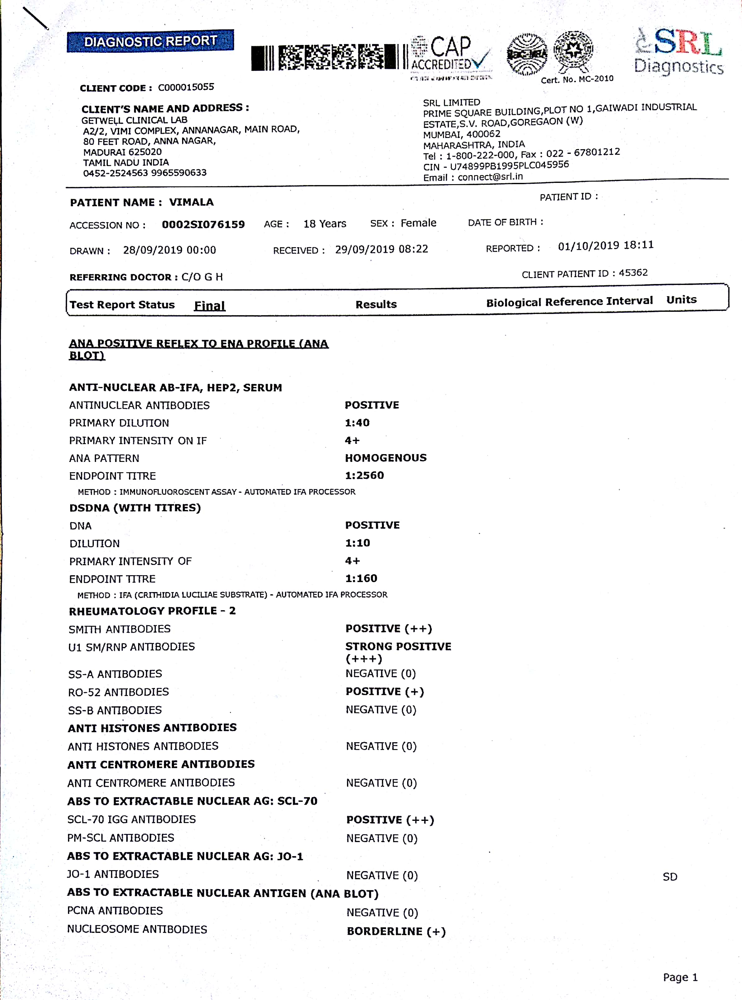 DIAGNOSTIC REPORT
CAP
ACCREDITED
SRL
Diagnostics
Cert. No. MC-2010
CLIENT CODE : C000015055
CLIENT'S NAME AND ADDRESS :
GETWELL CLINICAL LAB
A2/2, VIMI COMPLEX, ANNANAGAR, MAIN ROAD,
80 FEET ROAD, ANNA NAGAR,
MADURAI 625020
TAMIL NADU INDIA
0452-2524563 9965590633
SRL LIMITED
PRIME SQUARE BUILDING,PLOT NO 1,GAIWADI INDUSTRIAL
ESTATE,S.V. ROAD,GOREGAON (W)
MUMBAI, 400062
MAHARASHTRA, INDIA
Tel : 1-800-222-000, Fax : 022 - 67801212
CIN - U74899PB1995PLC045956
Email : connect@srl.in
PATIENT NAME : VIMALA PATIENT ID :
ACCESSION NO : 0002SI076159 AGE : 18 Years SEX : Female DATE OF BIRTH :
DRAWN : 28/09/2019 00:00 RECEIVED : 29/09/2019 08:22 REPORTED : 01/10/2019 18:11
REFERRING DOCTOR : C/O G H CLIENT PATIENT ID : 45362
Test Report Status Final Results Biological Reference Interval Units
ANA POSITIVE REFLEX TO ENA PROFILE (ANA
BLOT)
ANTI-NUCLEAR AB-IFA, HEP2, SERUM
ANTINUCLEAR ANTIBODIES POSITIVE
PRIMARY DILUTION 1:40
PRIMARY INTENSITY ON IF 4+
ANA PATTERN HOMOGENOUS
ENDPOINT TITRE 1:2560
METHOD : IMMUNOFLUOROSCENT ASSAY - AUTOMATED IFA PROCESSOR
DSDNA (WITH TITRES)
DNA POSITIVE
DILUTION 1:10
PRIMARY INTENSITY OF 4+
ENDPOINT TITRE 1:160
METHOD : IFA (CRITHIDIA LUCILIAE SUBSTRATE) - AUTOMATED IFA PROCESSOR
RHEUMATOLOGY PROFILE - 2
SMITH ANTIBODIES POSITIVE (++)
U1 SM/RNP ANTIBODIES STRONG POSITIVE
(+++)
SS-A ANTIBODIES NEGATIVE (0)
RO-52 ANTIBODIES POSITIVE (+)
SS-B ANTIBODIES NEGATIVE (0)
ANTI HISTONES ANTIBODIES
ANTI HISTONES ANTIBODIES NEGATIVE (0)
ANTI CENTROMERE ANTIBODIES
ANTI CENTROMERE ANTIBODIES NEGATIVE (0)
ABS TO EXTRACTABLE NUCLEAR AG: SCL-70
SCL-70 IGG ANTIBODIES POSITIVE (++)
PM-SCL ANTIBODIES NEGATIVE (0)
ABS TO EXTRACTABLE NUCLEAR AG: JO-1
JO-1 ANTIBODIES NEGATIVE (0) SD
ABS TO EXTRACTABLE NUCLEAR ANTIGEN (ANA BLOT)
PCNA ANTIBODIES NEGATIVE (0)
NUCLEOSOME ANTIBODIES BORDERLINE (+)
Page 1